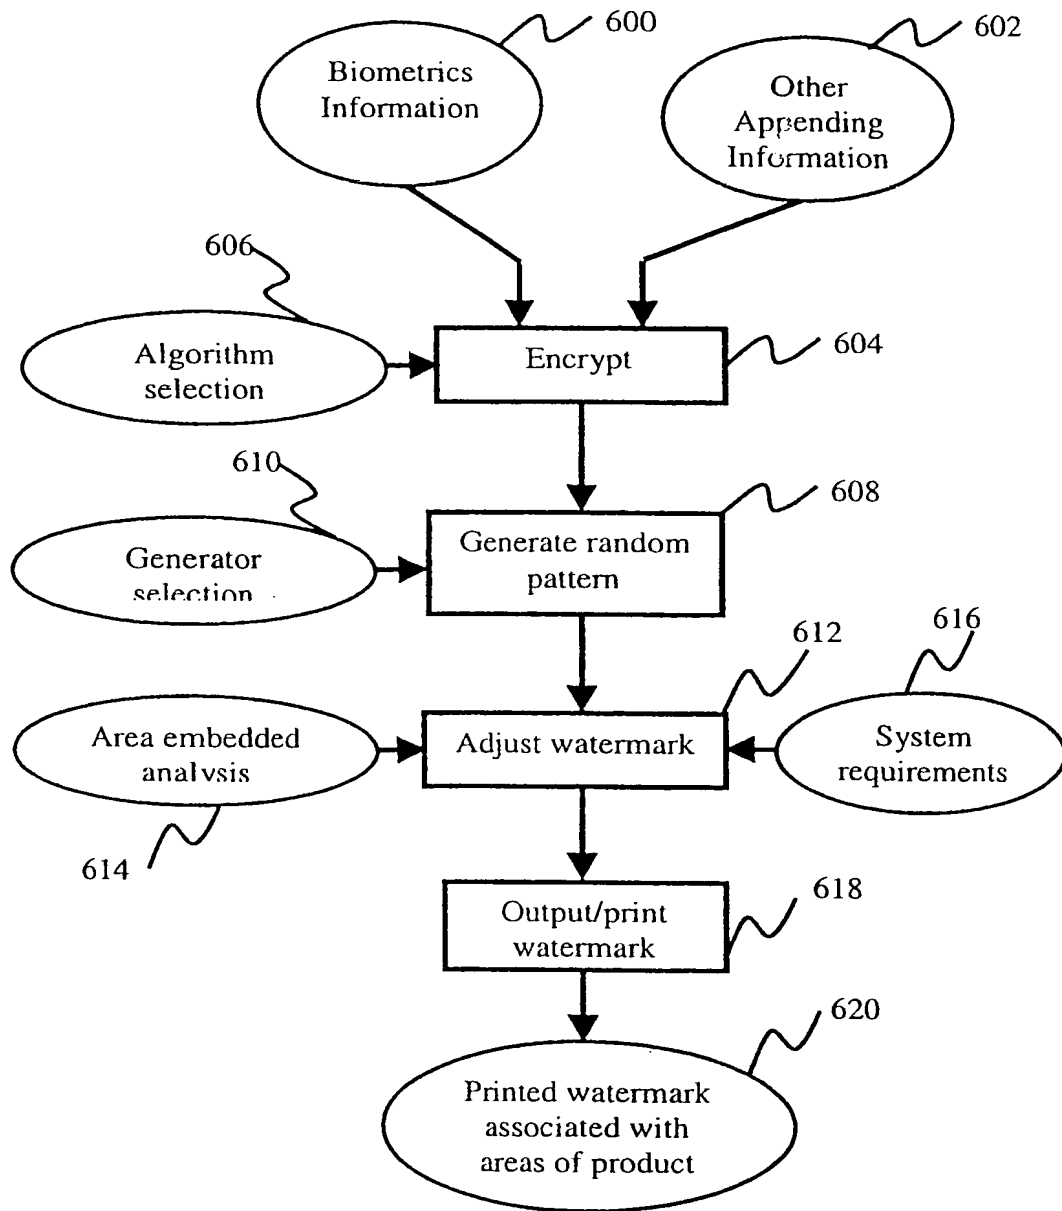 600
602
Biometrics
Information
Other
Appending
Information
606
Algorithm
selection
Encrypt
604
610
608
Generator
selection
Generate random
pattern
612
616
Area embedded
analysis
Adjust watermark
System
requirements
614
Output/print
watermark
618
620
Printed watermark
associated with
areas of product